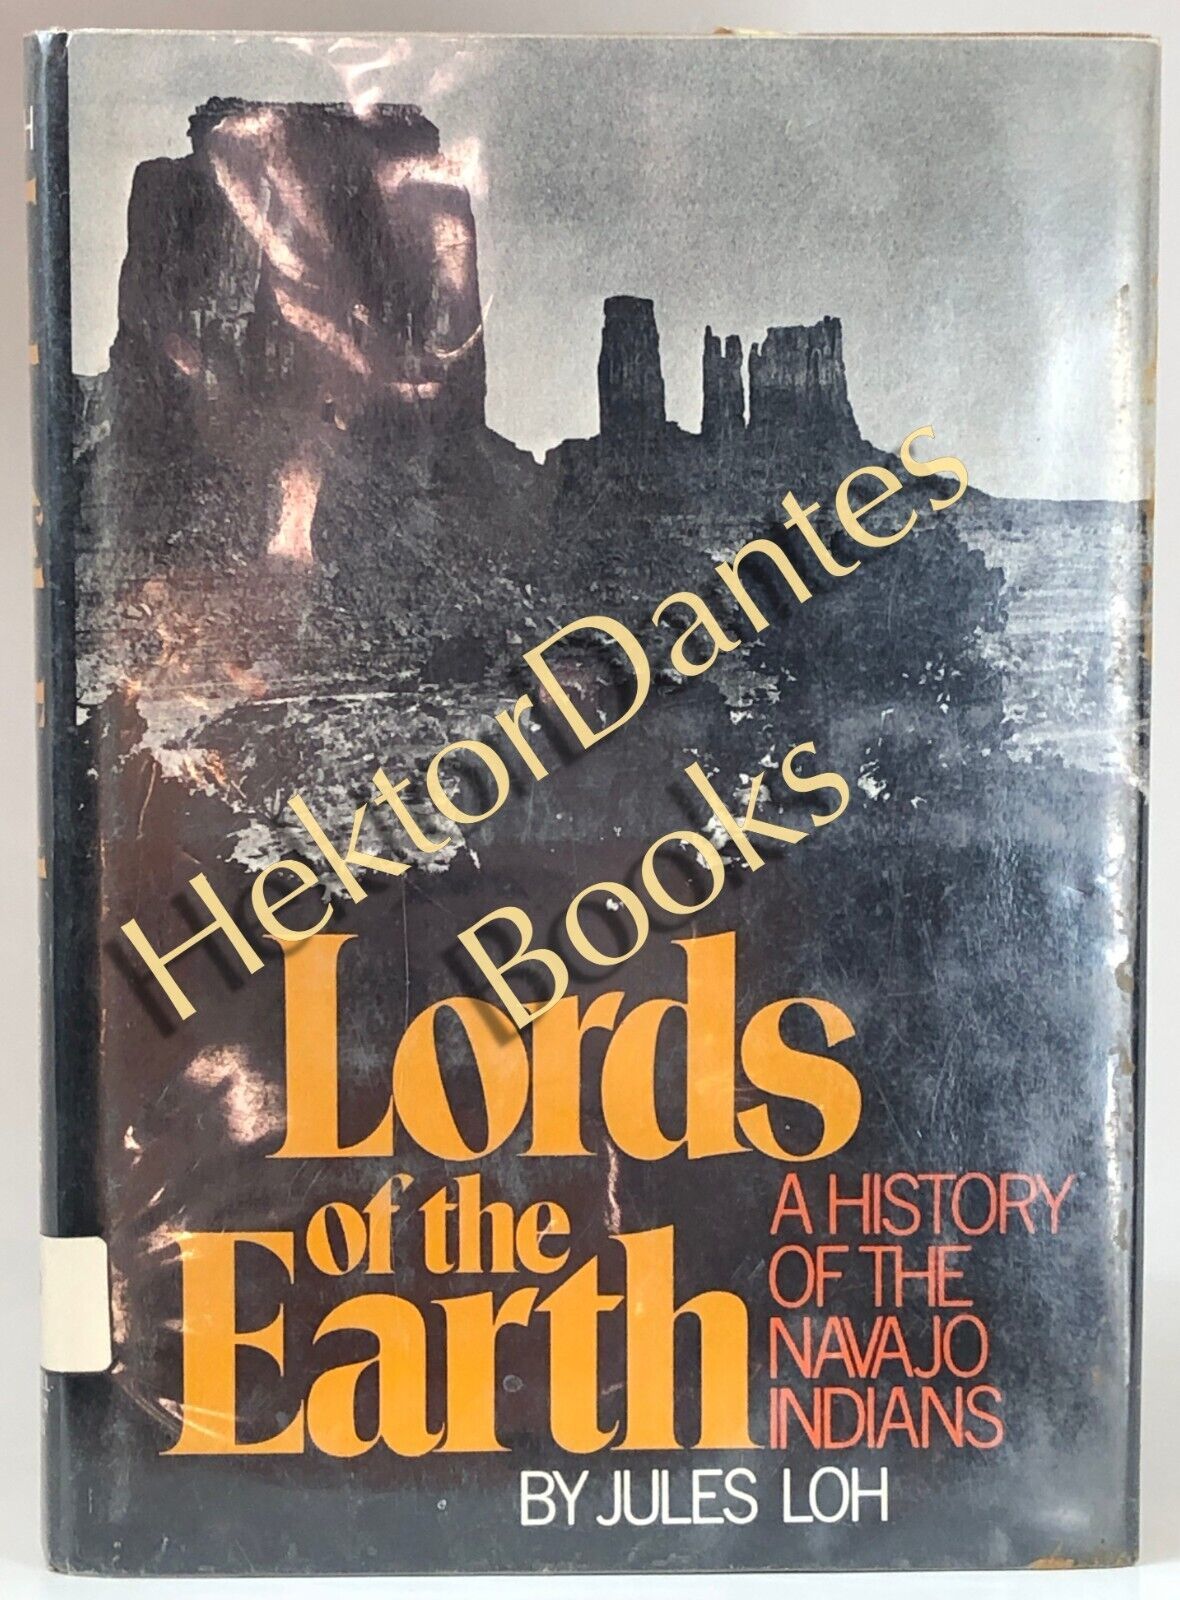 HektorDantes
Books
Lords
of the
Earth
A HISTORY
OF THE
NAVAJO
INDIANS
BY JULES LOH